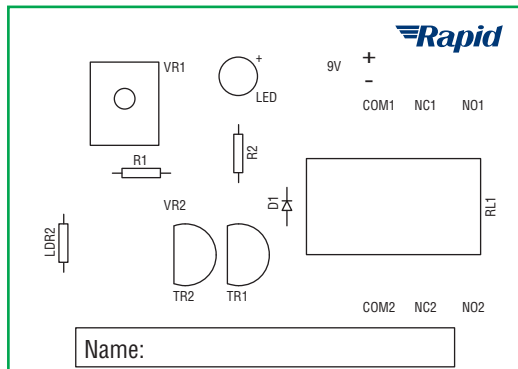 Rapid
VR1
+
LED
9V
+
-
COM1 NC1 NO1
R1
R2
VR2
D1
RL1
LDR2
TR2 TR1
COM2 NC2 NO2
Name: